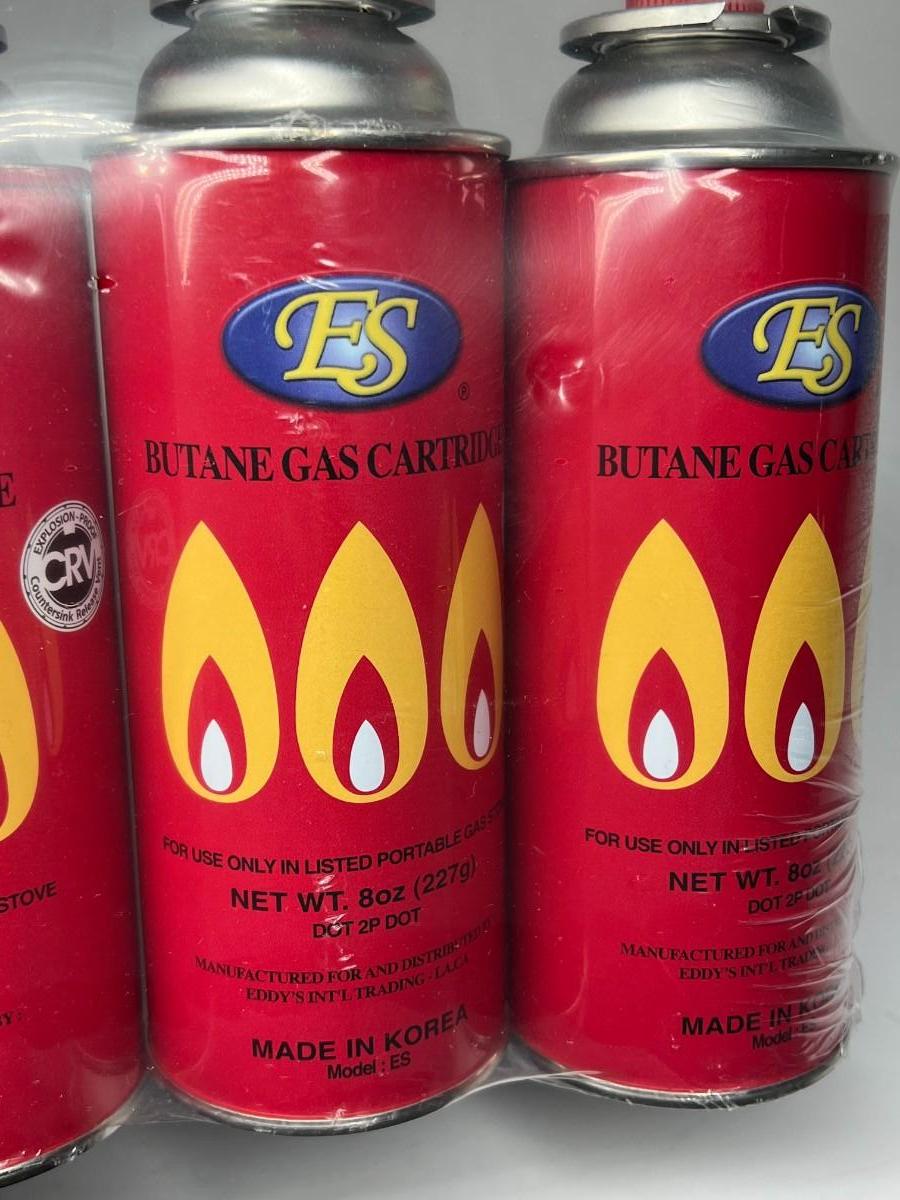 E
EXPLOSION-PROOF
CRV
Countersink Release Vent
STOVE
BY :
ES
®
BUTANE GAS CARTRIDGE
FOR USE ONLY IN LISTED PORTABLE GAS
NET WT. 8oz (227g)
DOT 2P DOT
MANUFACTURED FOR AND DISTRIBUTED
EDDY'S INT'L TRADING - LA.CA
MADE IN KOREA
Model : ES
ES
BUTANE GAS CAR
FOR USE ONLY IN LISTED
NET WT. 8oz
DOT 2P DOT
MANUFACTURED FOR AND
EDDY'S INT'L TRADING
MADE IN
Model :